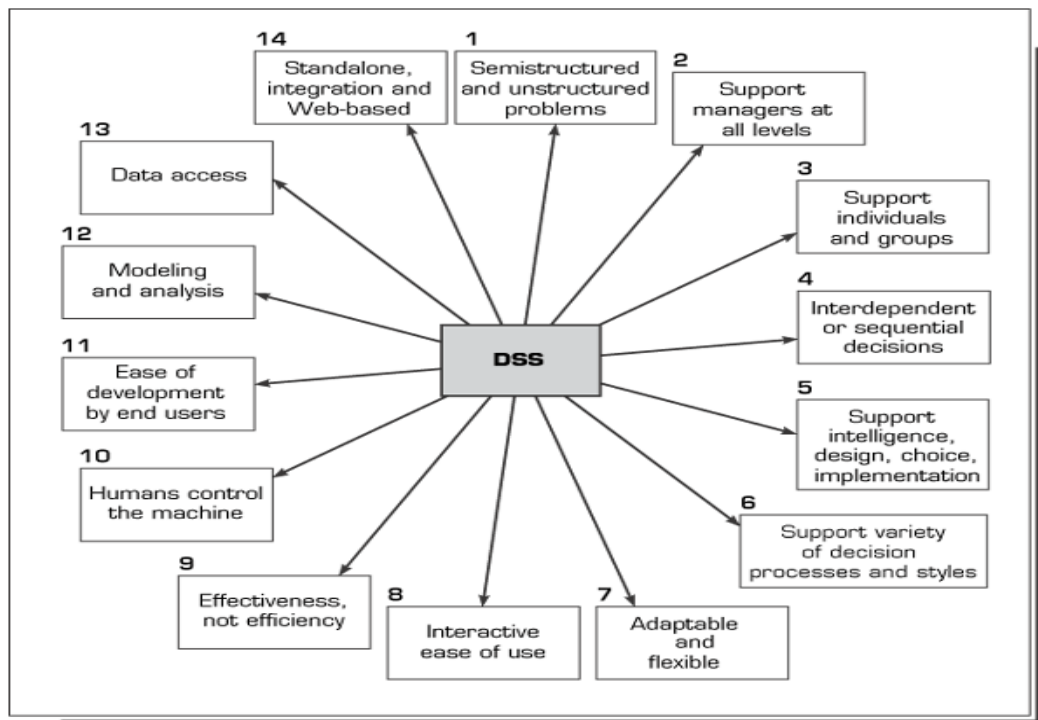 14
Standalone,
integration and
Web-based
1
Semistructured
and unstructured
problems
2
Support
managers at
all levels
3
Support
individuals
and groups
4
Interdependent
or sequential
decisions
5
Support
intelligence,
design, choice,
implementation
6
Support variety
of decision
processes and styles
7
Adaptable
and
flexible
8
Interactive
ease of use
9
Effectiveness,
not efficiency
10
Humans control
the machine
11
Ease of
development
by end users
12
Modeling
and analysis
13
Data access
DSS